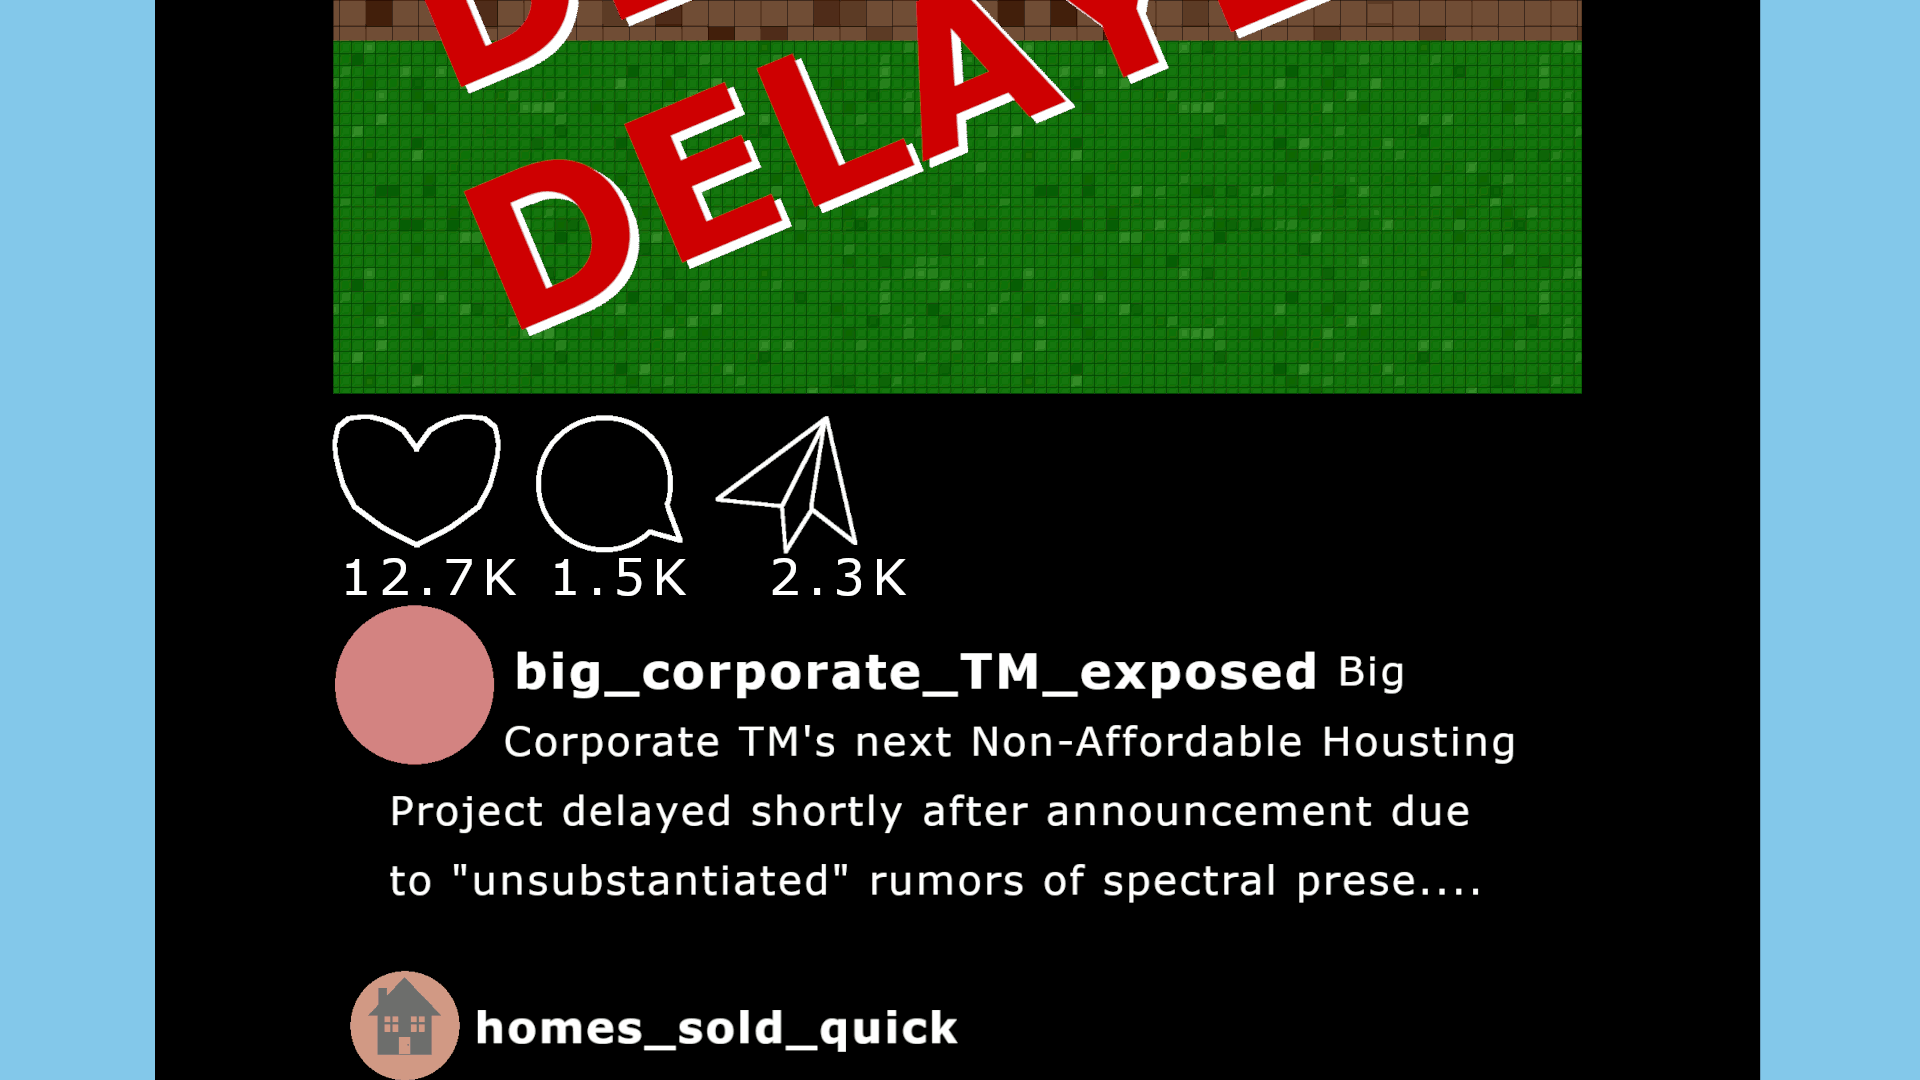 DELAYE
12.7K 1.5K 2.3K
big_corporate_TM_exposed Big
Corporate TM's next Non-Affordable Housting
Project delayed shortly after announcement due
to "unsubstantiated" rumors of spectral prese....
homes_sold_quick